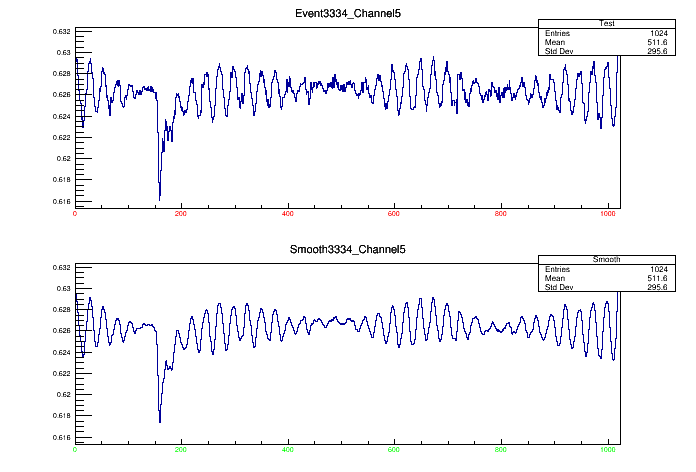 Event3334_Channel5
Test
Entries 1024
Mean 511.6
Std Dev 295.6
0.632
0.63
0.628
0.626
0.624
0.622
0.62
0.618
0.616
0 200 400 600 800 1000
Smooth3334_Channel5
Smooth
Entries 1024
Mean 511.6
Std Dev 295.6
0.632
0.63
0.628
0.626
0.624
0.622
0.62
0.618
0.616
0 200 400 600 800 1000